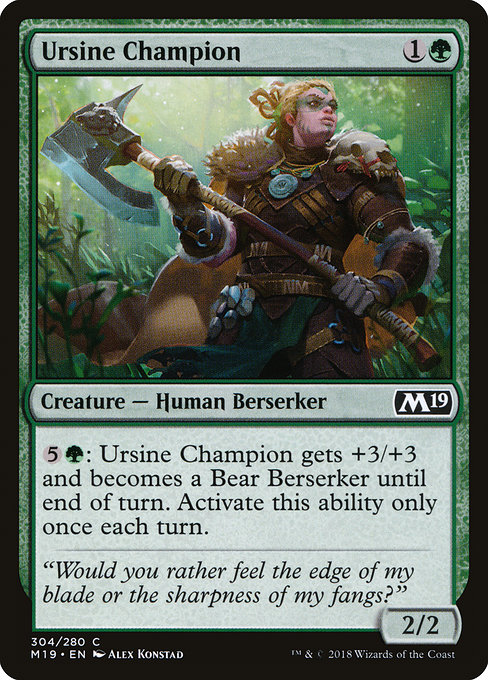 Ursine Champion 1
Creature — Human Berserker M19
5: Ursine Champion gets +3/+3
and becomes a Bear Berserker until
end of turn. Activate this ability only
once each turn.
“Would you rather feel the edge of my
blade or the sharpness of my fangs?”
2/2
304/280 C
M19 • EN Alex Konstad ™ & © 2018 Wizards of the Coast